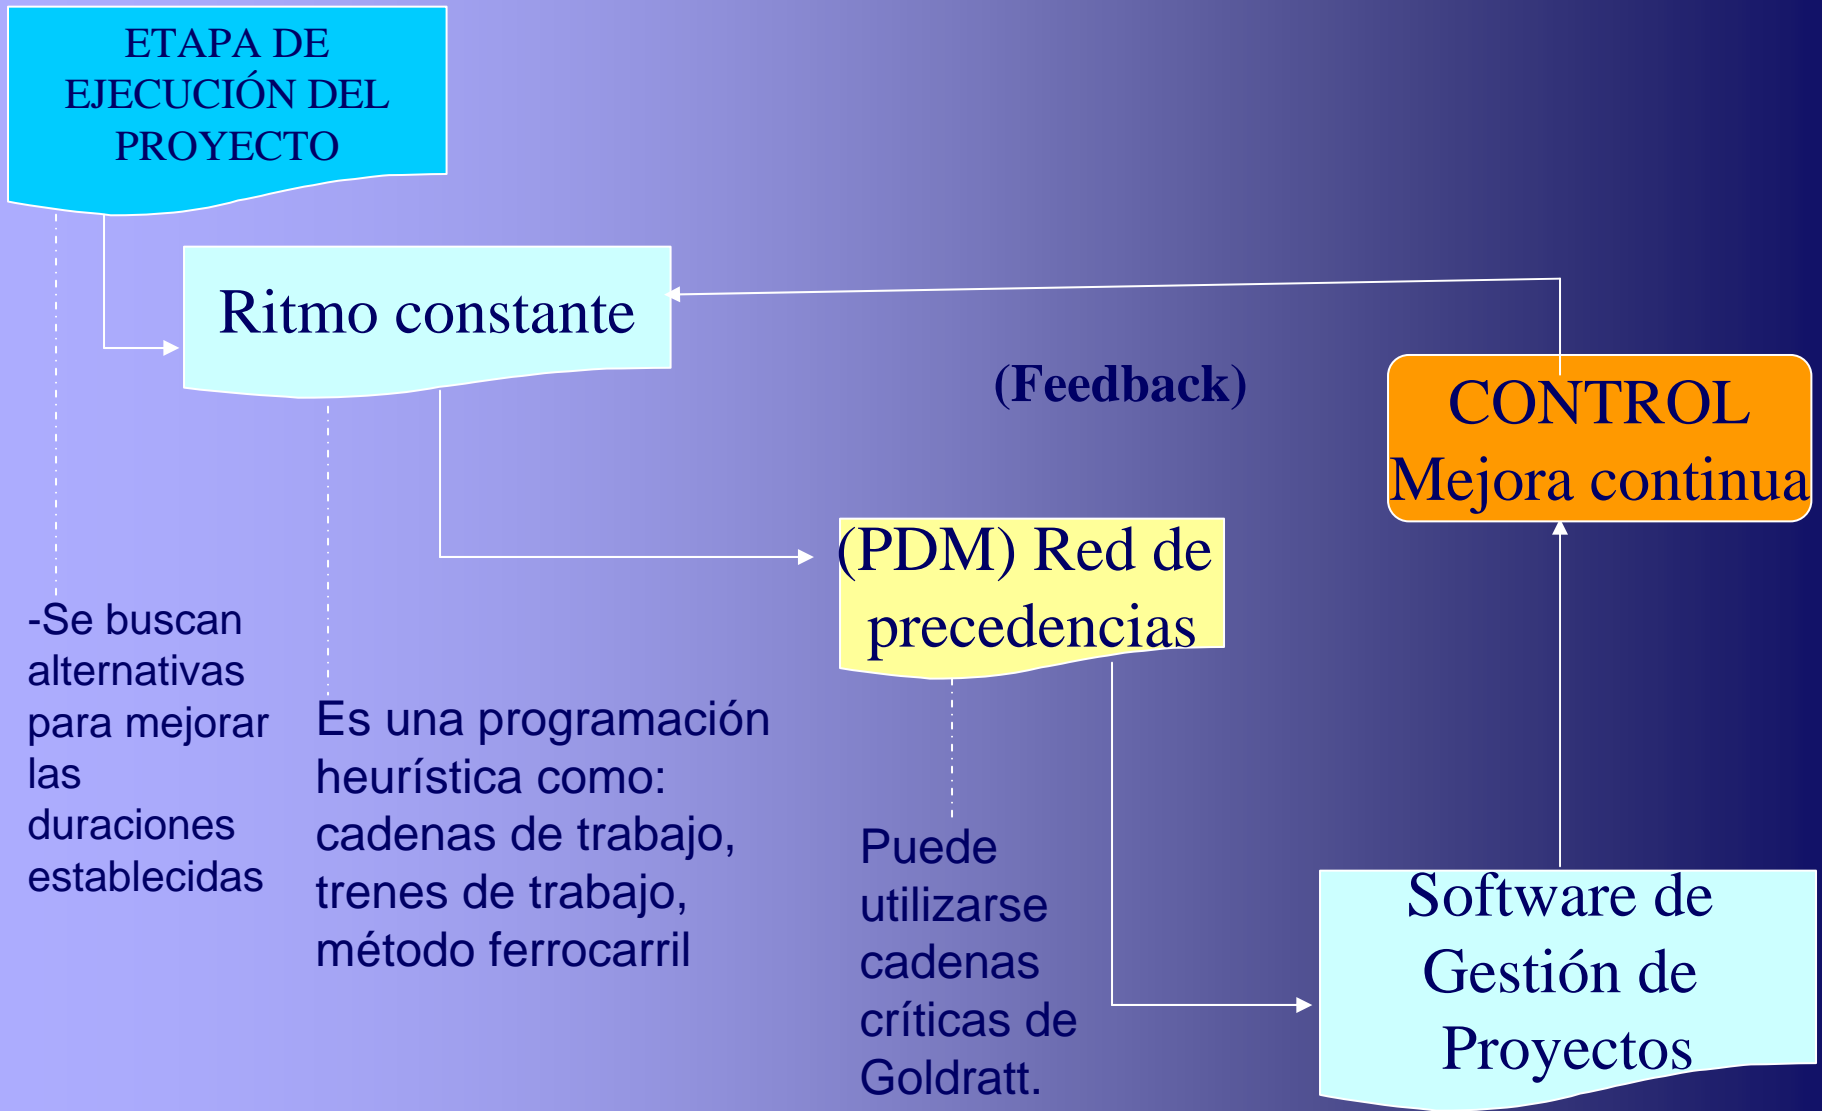 ETAPA DE
EJECUCIÓN DEL
PROYECTO
Ritmo constante
(Feedback)
CONTROL
Mejora continua
(PDM) Red de
precedencias
-Se buscan
alternativas
para mejorar
las
duraciones
establecidas
Es una programación
heurística como:
cadenas de trabajo,
trenes de trabajo,
método ferrocarril
Puede
utilizarse
cadenas
críticas de
Goldratt.
Software de
Gestión de
Proyectos